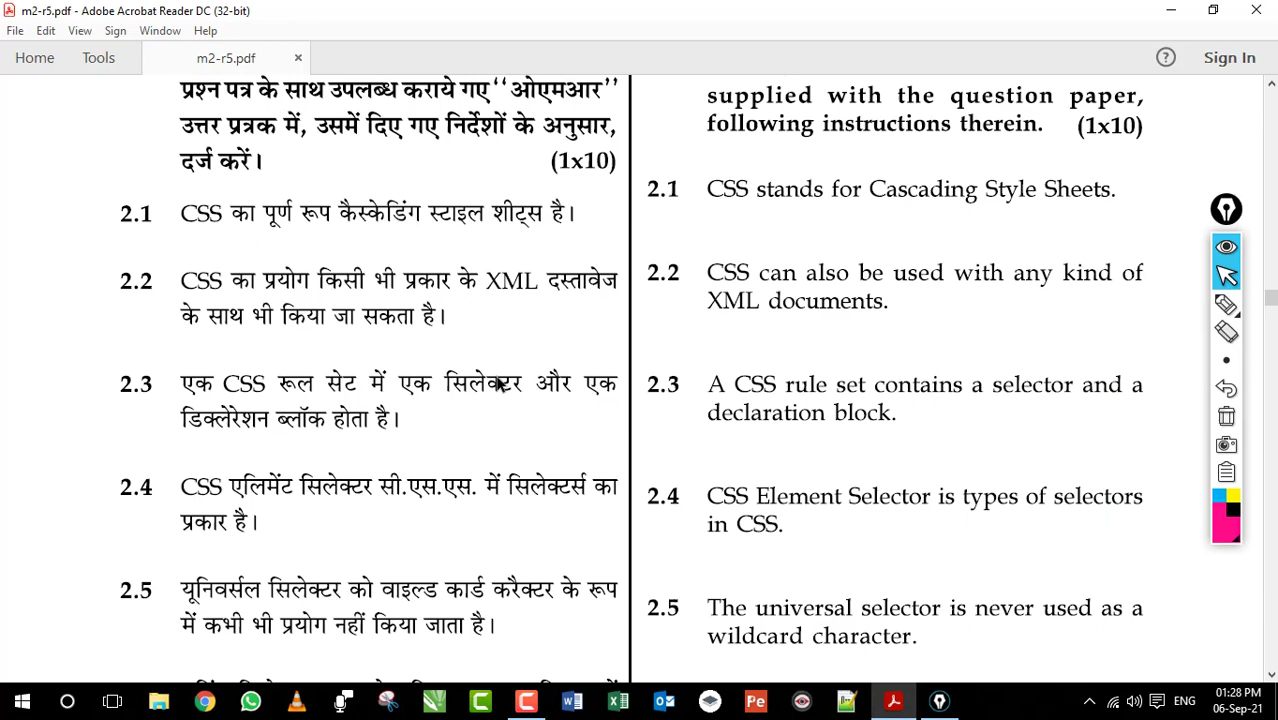 m2-r5.pdf - Adobe Acrobat Reader DC (32-bit)
File Edit View Sign Window Help
Home Tools m2-r5.pdf × Sign In
प्रश्न पत्र के साथ उपलब्ध कराये गए ‘‘ओएमआर’’
उत्तर प्रत्रक में, उसमें दिए गए निर्देशों के अनुसार,
दर्ज करें। (1x10)
2.1 CSS का पूर्ण रूप कैस्केडिंग स्टाइल शीट्स है।
2.2 CSS का प्रयोग किसी भी प्रकार के XML दस्तावेज
के साथ भी किया जा सकता है।
2.3 एक CSS रूल सेट में एक सिलेक्टर और एक
डिक्लेरेशन ब्लॉक होता है।
2.4 CSS एलिमेंट सिलेक्टर सी.एस.एस. में सिलेक्टर्स का
प्रकार है।
2.5 यूनिवर्सल सिलेक्टर को वाइल्ड कार्ड करैक्टर के रूप
में कभी भी प्रयोग नहीं किया जाता है।
supplied with the question paper,
following instructions therein. (1x10)
2.1 CSS stands for Cascading Style Sheets.
2.2 CSS can also be used with any kind of
XML documents.
2.3 A CSS rule set contains a selector and a
declaration block.
2.4 CSS Element Selector is types of selectors
in CSS.
2.5 The universal selector is never used as a
wildcard character.
ENG
01:28 PM
06-Sep-21